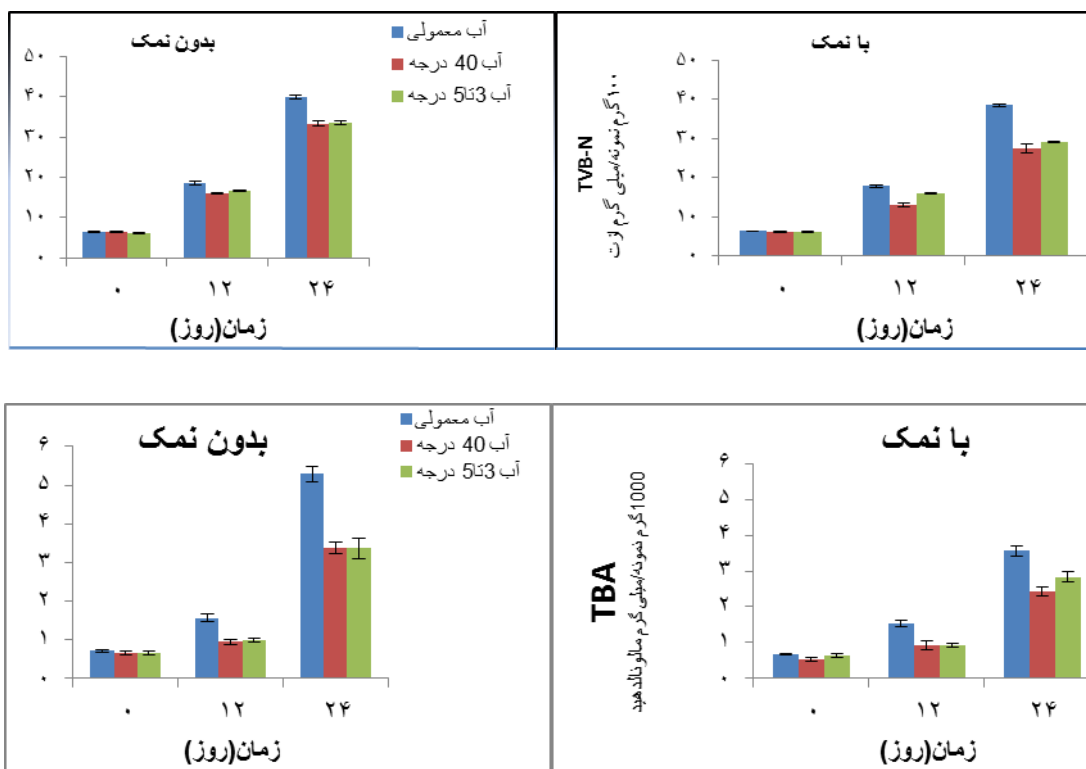 بدون نمک
آب معمولی
آب 40 درجه
آب 3تا5 درجه
۵۰
۴۰
۳۰
۲۰
۱۰
۰
۰ ۱۲ ۲۴
زمان(روز)
با نمک
TVB-N
۱۰۰گرم نمونه/میلی گرم ازت
۵۰
۴۰
۳۰
۲۰
۱۰
۰
۰ ۱۲ ۲۴
زمان(روز)
بدون نمک
آب معمولی
آب 40 درجه
آب 3تا5 درجه
۶
۵
۴
۳
۲
۱
۰
۰ ۱۲ ۲۴
زمان(روز)
با نمک
TBA
1000گرم نمونه/میلی گرم مالونالدهید
۶
۵
۴
۳
۲
۱
۰
۰ ۱۲ ۲۴
زمان(روز)